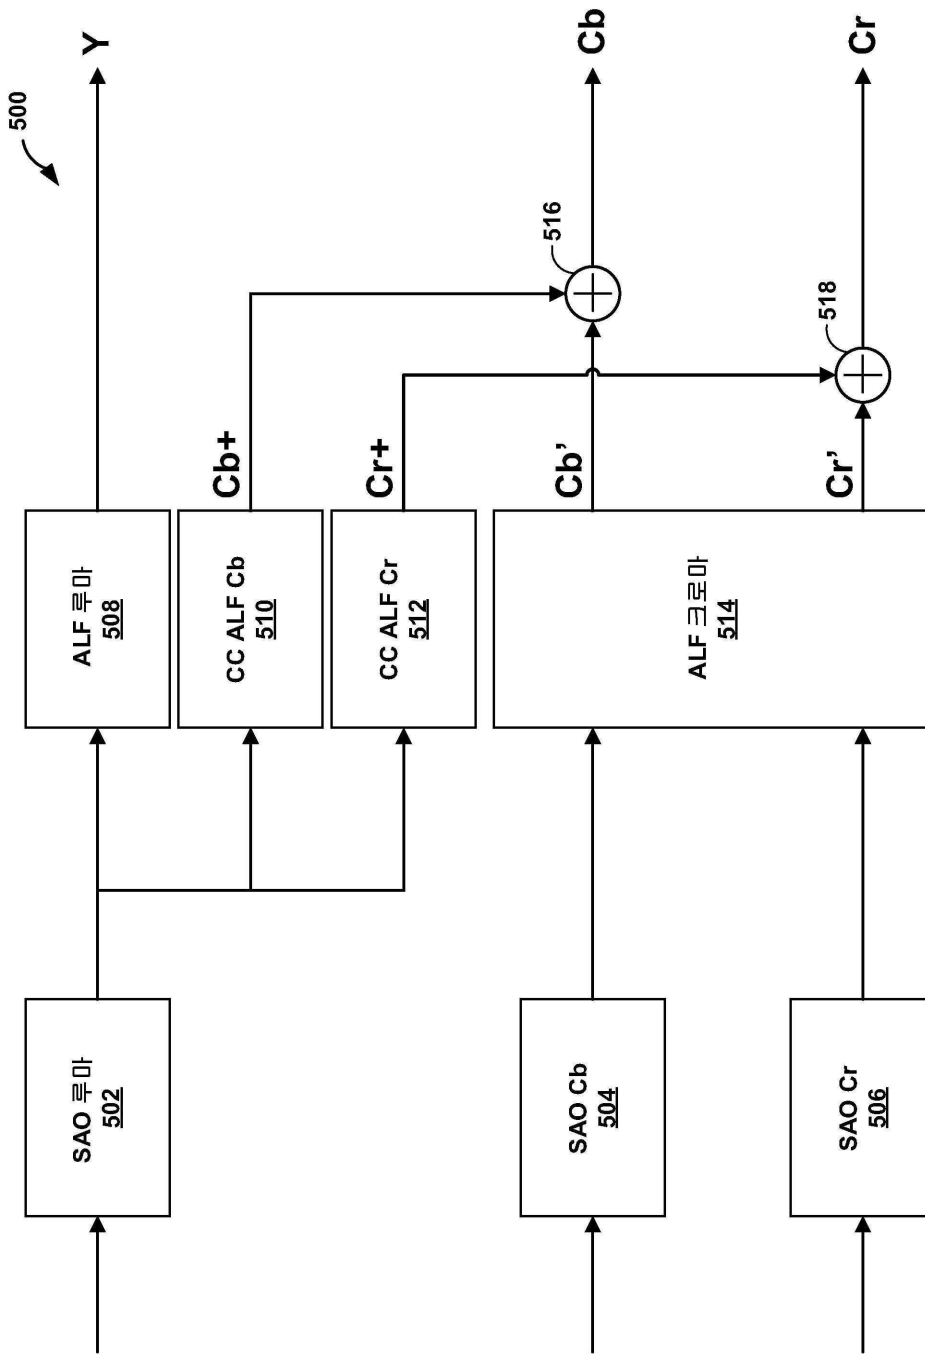 500
SAO 루마
502
SAO Cb
504
SAO Cr
506
ALF 루마
508
CC ALF Cb
510
CC ALF Cr
512
ALF 크로마
514
Cb+
Cr+
Cb’
Cr’
516
518
Y
Cb
Cr